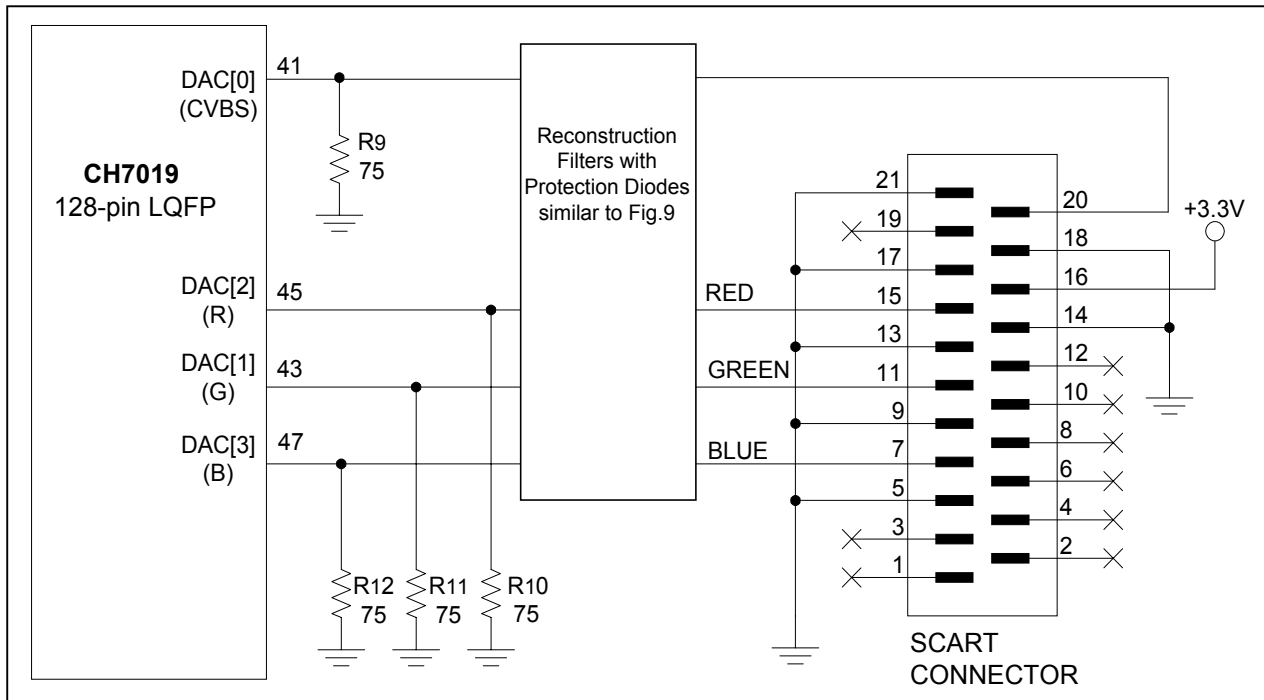 DAC[0]
(CVBS)
41
R9
75
CH7019
128-pin LQFP
Reconstruction
Filters with
Protection Diodes
similar to Fig.9
DAC[2]
(R)
45
DAC[1]
(G)
43
DAC[3]
(B)
47
RED
GREEN
BLUE
R12
75
R11
75
R10
75
21
19
17
15
13
11
9
7
5
3
1
20
18
16
14
12
10
8
6
4
2
+3.3V
SCART
CONNECTOR